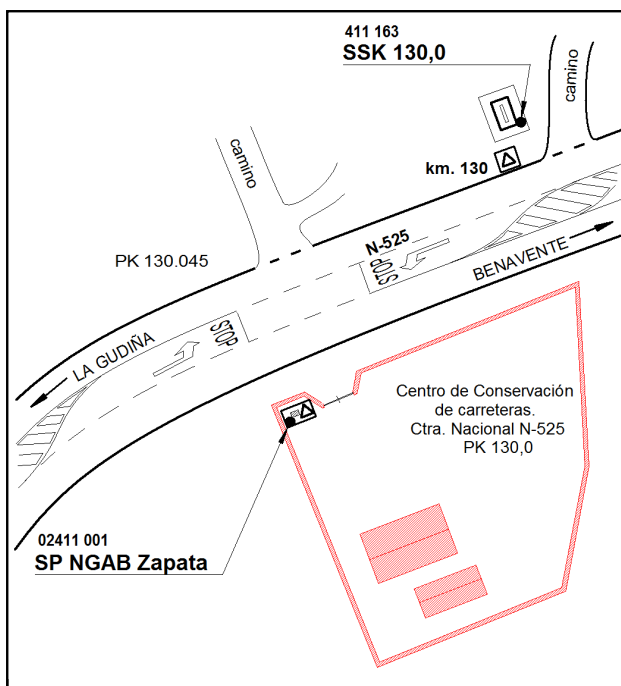 411 163
SSK 130,0
camino
camino
km. 130
N-525
PK 130.045
STOP
BENAVENTE
STOP
LA GUDIÑA
Centro de Conservación
de carreteras.
Ctra. Nacional N-525
PK 130,0
02411 001
SP NGAB Zapata